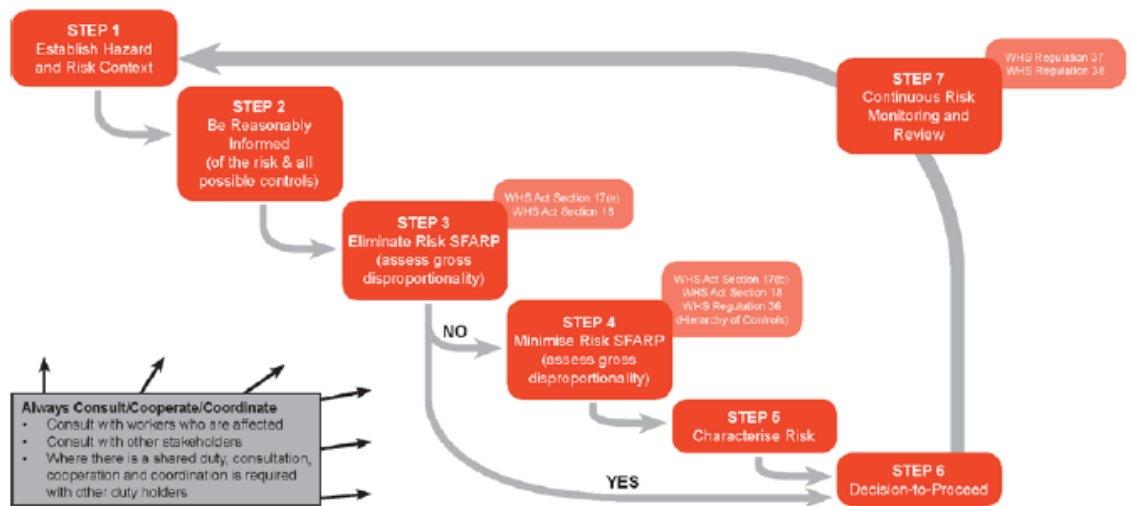 STEP 1
Establish Hazard
and Risk Context
STEP 2
Be Reasonably
Informed
(of the risk & all
possible controls)
WHS Act Section 17(a)
WHS Act Section 18
STEP 3
Eliminate Risk SFARP
(assess gross
disproportionality)
NO
WHS Act Section 17(b)
WHS Act Section 18
WHS Regulation 36
(Hierarchy of Controls)
STEP 4
Minimise Risk SFARP
(assess gross
disproportionality)
STEP 5
Characterise Risk
YES
STEP 6
Decision-to-Proceed
WHS Regulation 37
WHS Regulation 38
STEP 7
Continuous Risk
Monitoring and
Review
Always Consult/Cooperate/Coordinate
• Consult with workers who are affected
• Consult with other stakeholders
• Where there is a shared duty, consultation,
cooperation and coordination is required
with other duty holders